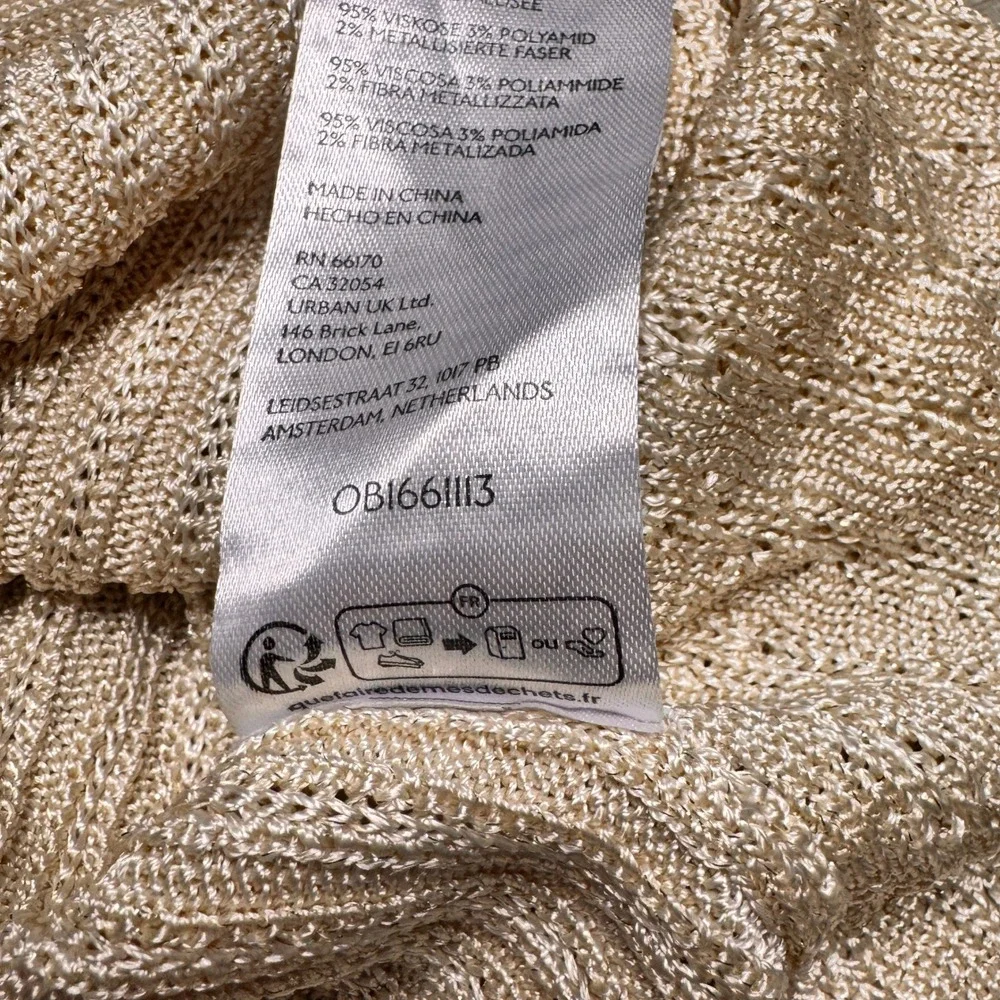 95% VISKOSE 3% POLYAMID
2% METALLISIERTE FASER
95% VISCOSA 3% POLIAMMIDE
2% FIBRA METALLIZZATA
95% VISCOSA 3% POLIAMIDA
2% FIBRA METALIZADA
MADE IN CHINA
HECHO EN CHINA
RN 66170
CA 32054
URBAN UK Ltd.
146 Brick Lane,
LONDON, E1 6RU
LEIDSESTRAAT 32, 1017 PB
AMSTERDAM, NETHERLANDS
OB1661113
FR
OU
quefairedemesdechets.fr